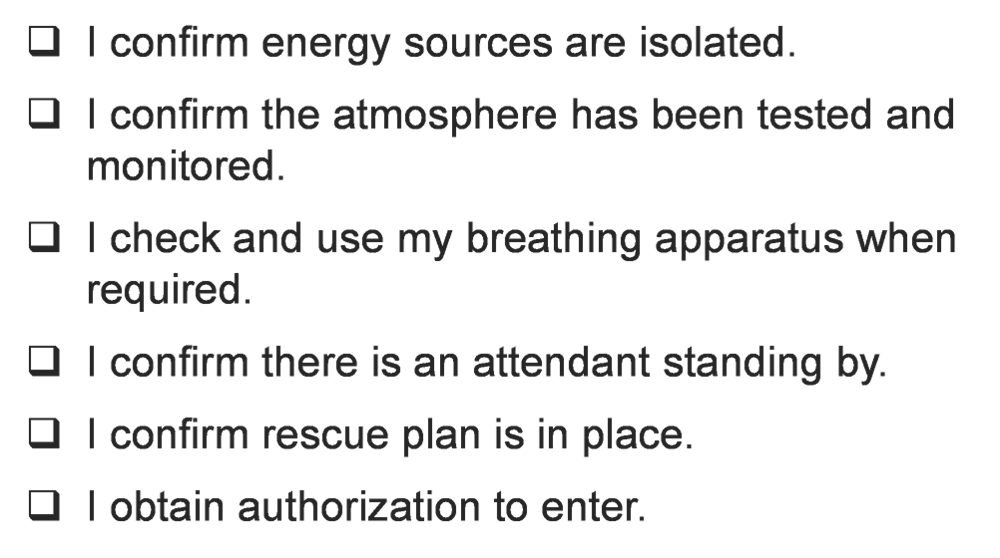 ❑ I confirm energy sources are isolated.
❑ I confirm the atmosphere has been tested and
monitored.
❑ I check and use my breathing apparatus when
required.
❑ I confirm there is an attendant standing by.
❑ I confirm rescue plan is in place.
❑ I obtain authorization to enter.